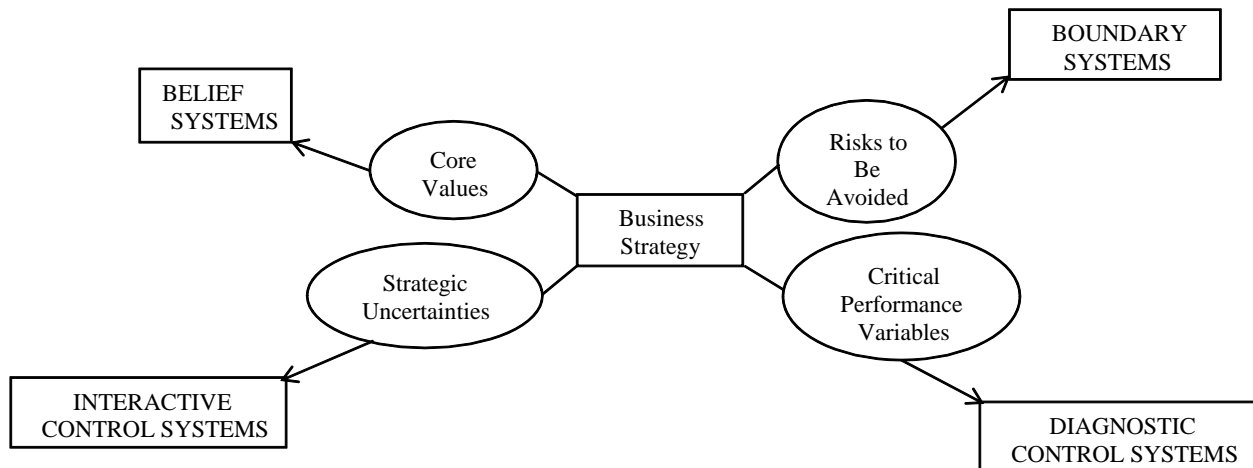 BOUNDARY
SYSTEMS
BELIEF
SYSTEMS
Core
Values
Risks to
Be
Avoided
Business
Strategy
Strategic
Uncertainties
Critical
Performance
Variables
INTERACTIVE
CONTROL SYSTEMS
DIAGNOSTIC
CONTROL SYSTEMS